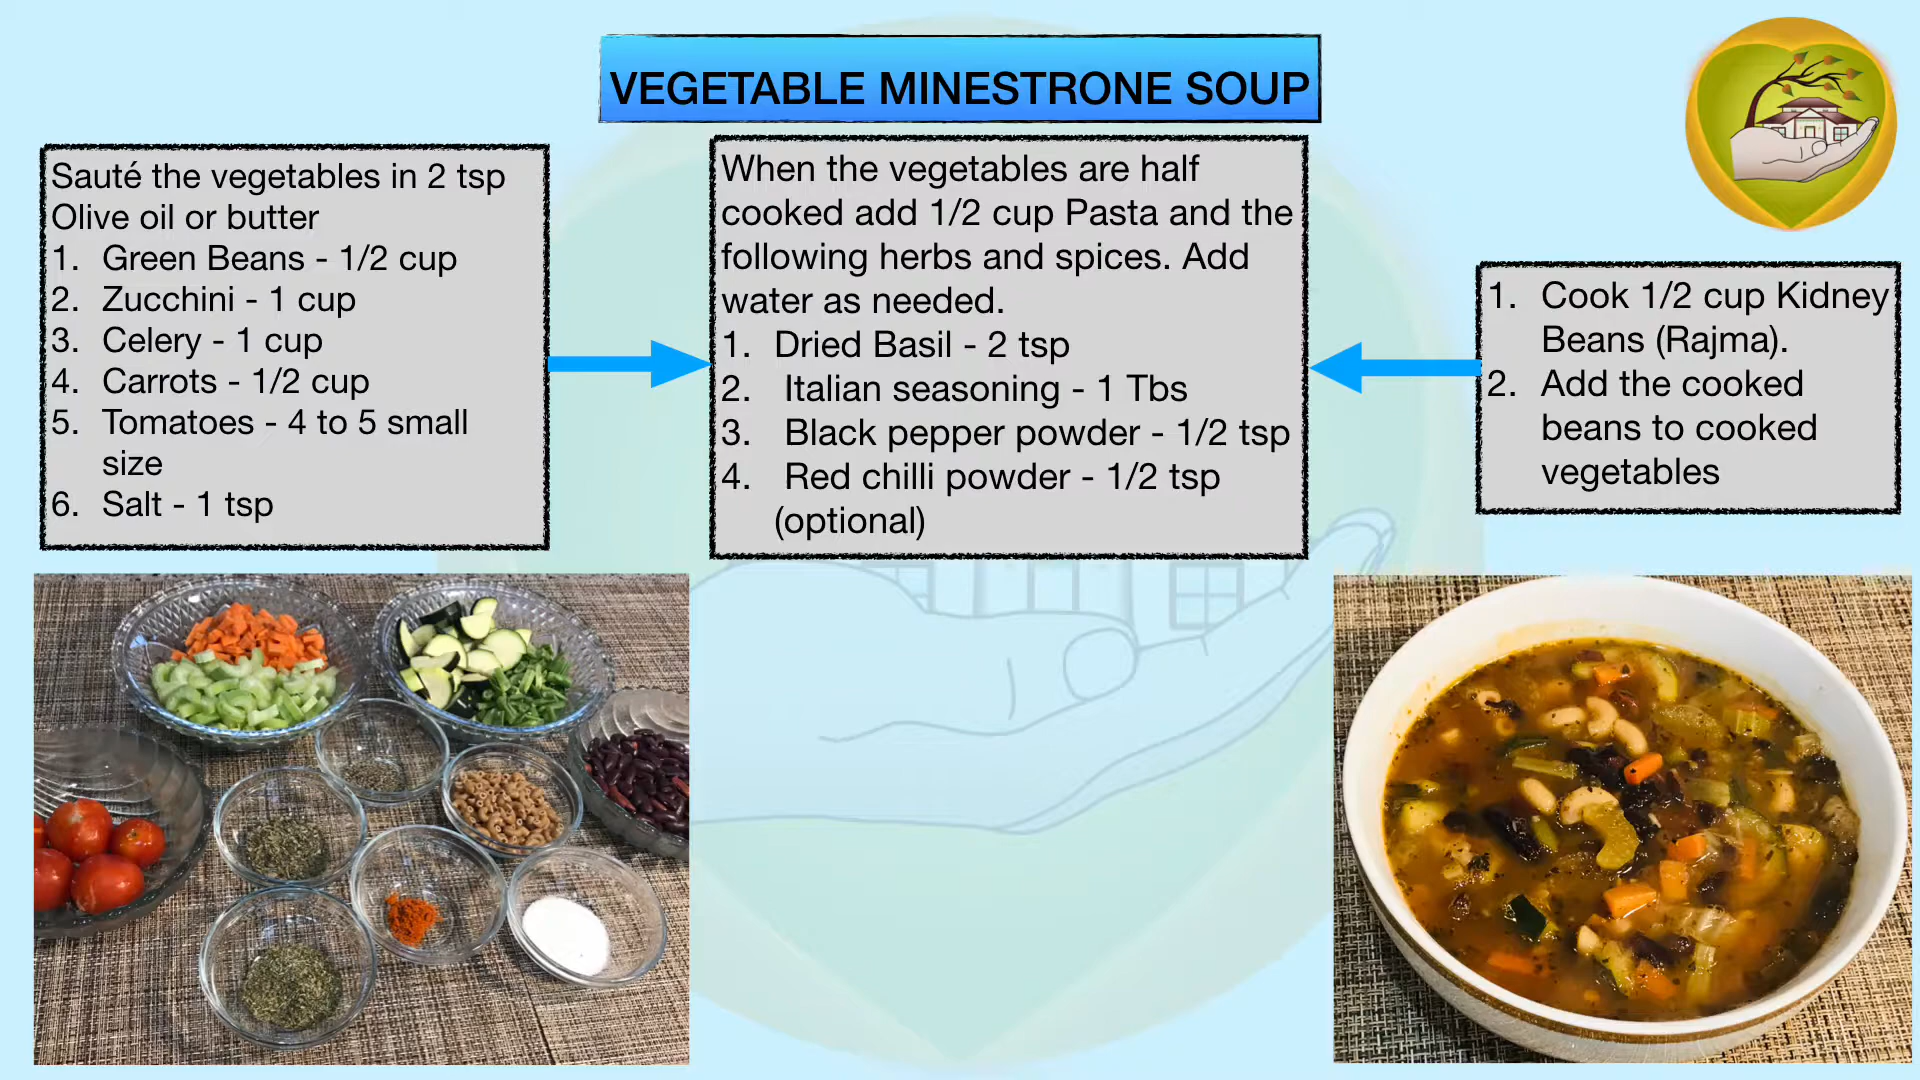 VEGETABLE MINESTRONE SOUP
Sauté the vegetables in 2 tsp
Olive oil or butter
1. Green Beans - 1/2 cup
2. Zucchini - 1 cup
3. Celery - 1 cup
4. Carrots - 1/2 cup
5. Tomatoes - 4 to 5 small
size
6. Salt - 1 tsp
When the vegetables are half
cooked add 1/2 cup Pasta and the
following herbs and spices. Add
water as needed.
1. Dried Basil - 2 tsp
2. Italian seasoning - 1 Tbs
3. Black pepper powder - 1/2 tsp
4. Red chilli powder - 1/2 tsp
(optional)
1. Cook 1/2 cup Kidney
Beans (Rajma).
2. Add the cooked
beans to cooked
vegetables